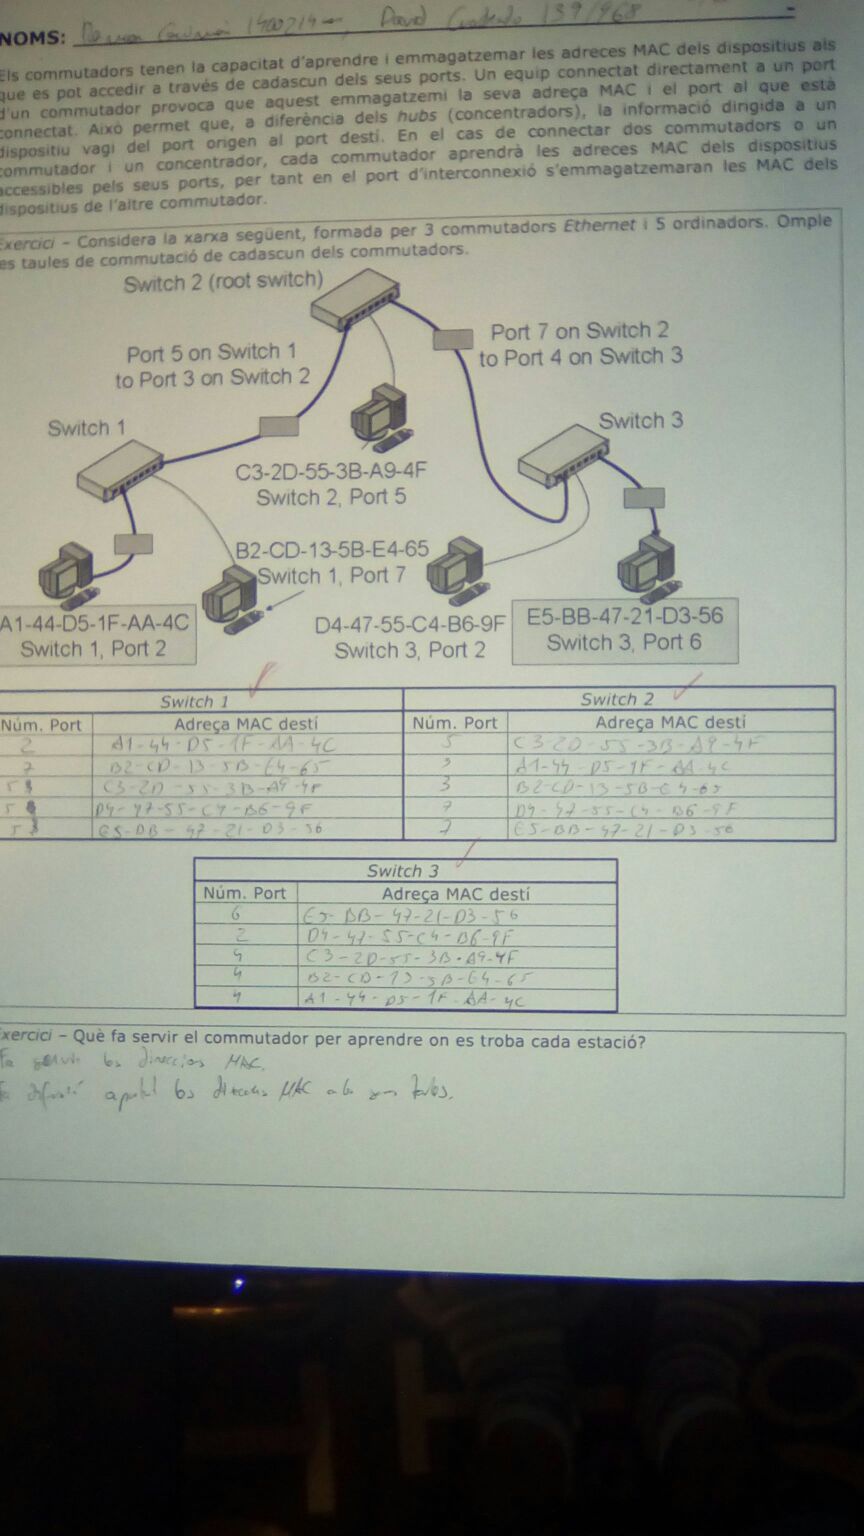 NOMS: 
Els commutadors tenen la capacitat d'aprendre i emmagatzemar les adreces MAC dels dispositius als
que es pot accedir a través de cadascun dels seus ports. Un equip connectat directament a un port
d'un commutador provoca que aquest emmagatzemi la seva adreça MAC i el port al que està
connectat. Això permet que, a diferència dels hubs (concentradors), la informació dirigida a un
dispositiu vagi del port origen al port destí. En el cas de connectar dos commutadors o un
commutador i un concentrador, cada commutador aprendrà les adreces MAC dels dispositius
accessibles pels seus ports, per tant en el port d'interconnexió s'emmagatzemaran les MAC dels
dispositius de l'altre commutador.
Exercici – Considera la xarxa següent, formada per 3 commutadors Ethernet i 5 ordinadors. Omple
es taules de commutació de cadascun dels commutadors.
Switch 2 (root switch)
Port 5 on Switch 1
to Port 3 on Switch 2
Port 7 on Switch 2
to Port 4 on Switch 3
Switch 1
Switch 3
C3-2D-55-3B-A9-4F
Switch 2, Port 5
B2-CD-13-5B-E4-65
Switch 1, Port 7
A1-44-D5-1F-AA-4C
Switch 1, Port 2
D4-47-55-C4-B6-9F
Switch 3, Port 2
E5-BB-47-21-D3-56
Switch 3, Port 6
Switch 1 Switch 2
Núm. Port Adreça MAC destí Núm. Port Adreça MAC destí
2 A1-44-D5-1F-AA-4C 5 C3-2D-55-3B-A9-4F
7 B2-CD-13-5B-E4-65 3 A1-44-D5-1F-AA-4C
5 C3-2D-55-3B-A9-4F 3 B2-CD-13-5B-E4-65
5 D4-47-55-C4-B6-9F 7 D4-47-55-C4-B6-9F
5 E5-BB-47-21-D3-56 7 E5-BB-47-21-D3-56
Switch 3
Núm. Port Adreça MAC destí
6 E5-BB-47-21-D3-56
2 D4-47-55-C4-B6-9F
4 C3-2D-55-3B-A9-4F
4 B2-CD-13-5B-E4-65
4 A1-44-D5-1F-AA-4C
Exercici – Què fa servir el commutador per aprendre on es troba cada estació?
Fa servir les direccions MAC.
les MAC a taules.